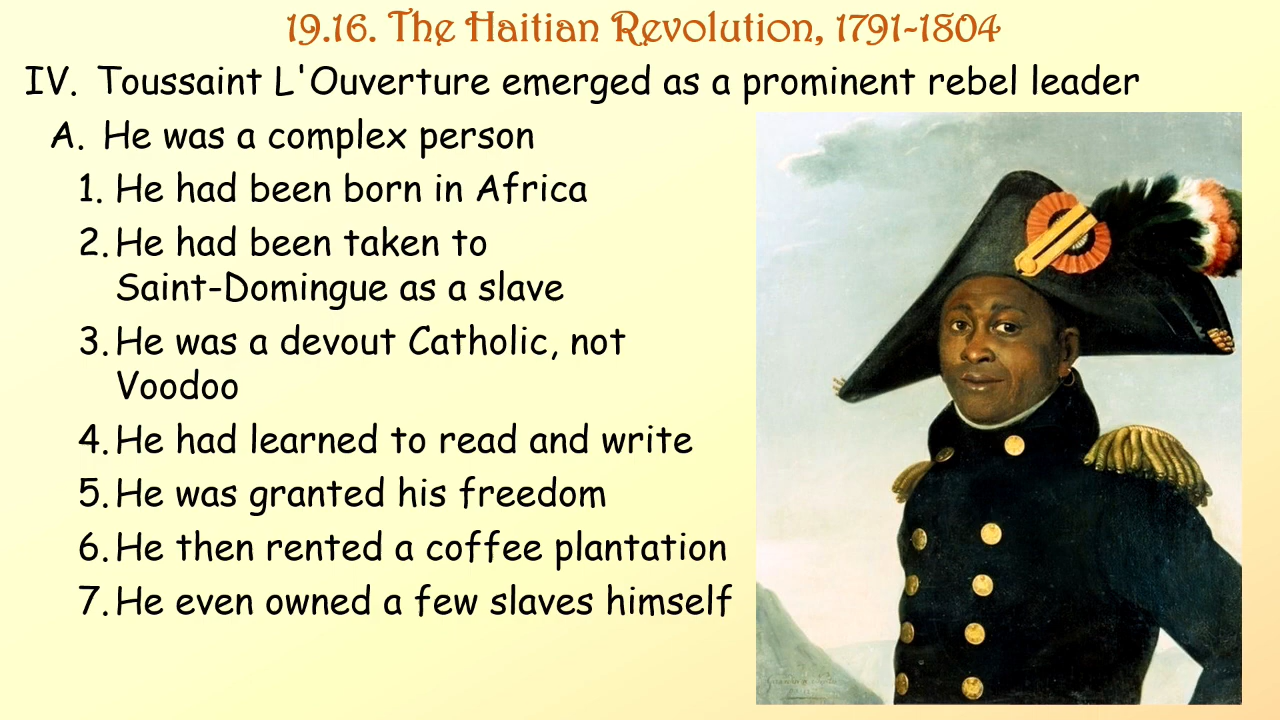 19.16. The Haitian Revolution, 1791-1804
IV. Toussaint L'Ouverture emerged as a prominent rebel leader
A. He was a complex person
1. He had been born in Africa
2. He had been taken to
Saint-Domingue as a slave
3. He was a devout Catholic, not
Voodoo
4. He had learned to read and write
5. He was granted his freedom
6. He then rented a coffee plantation
7. He even owned a few slaves himself